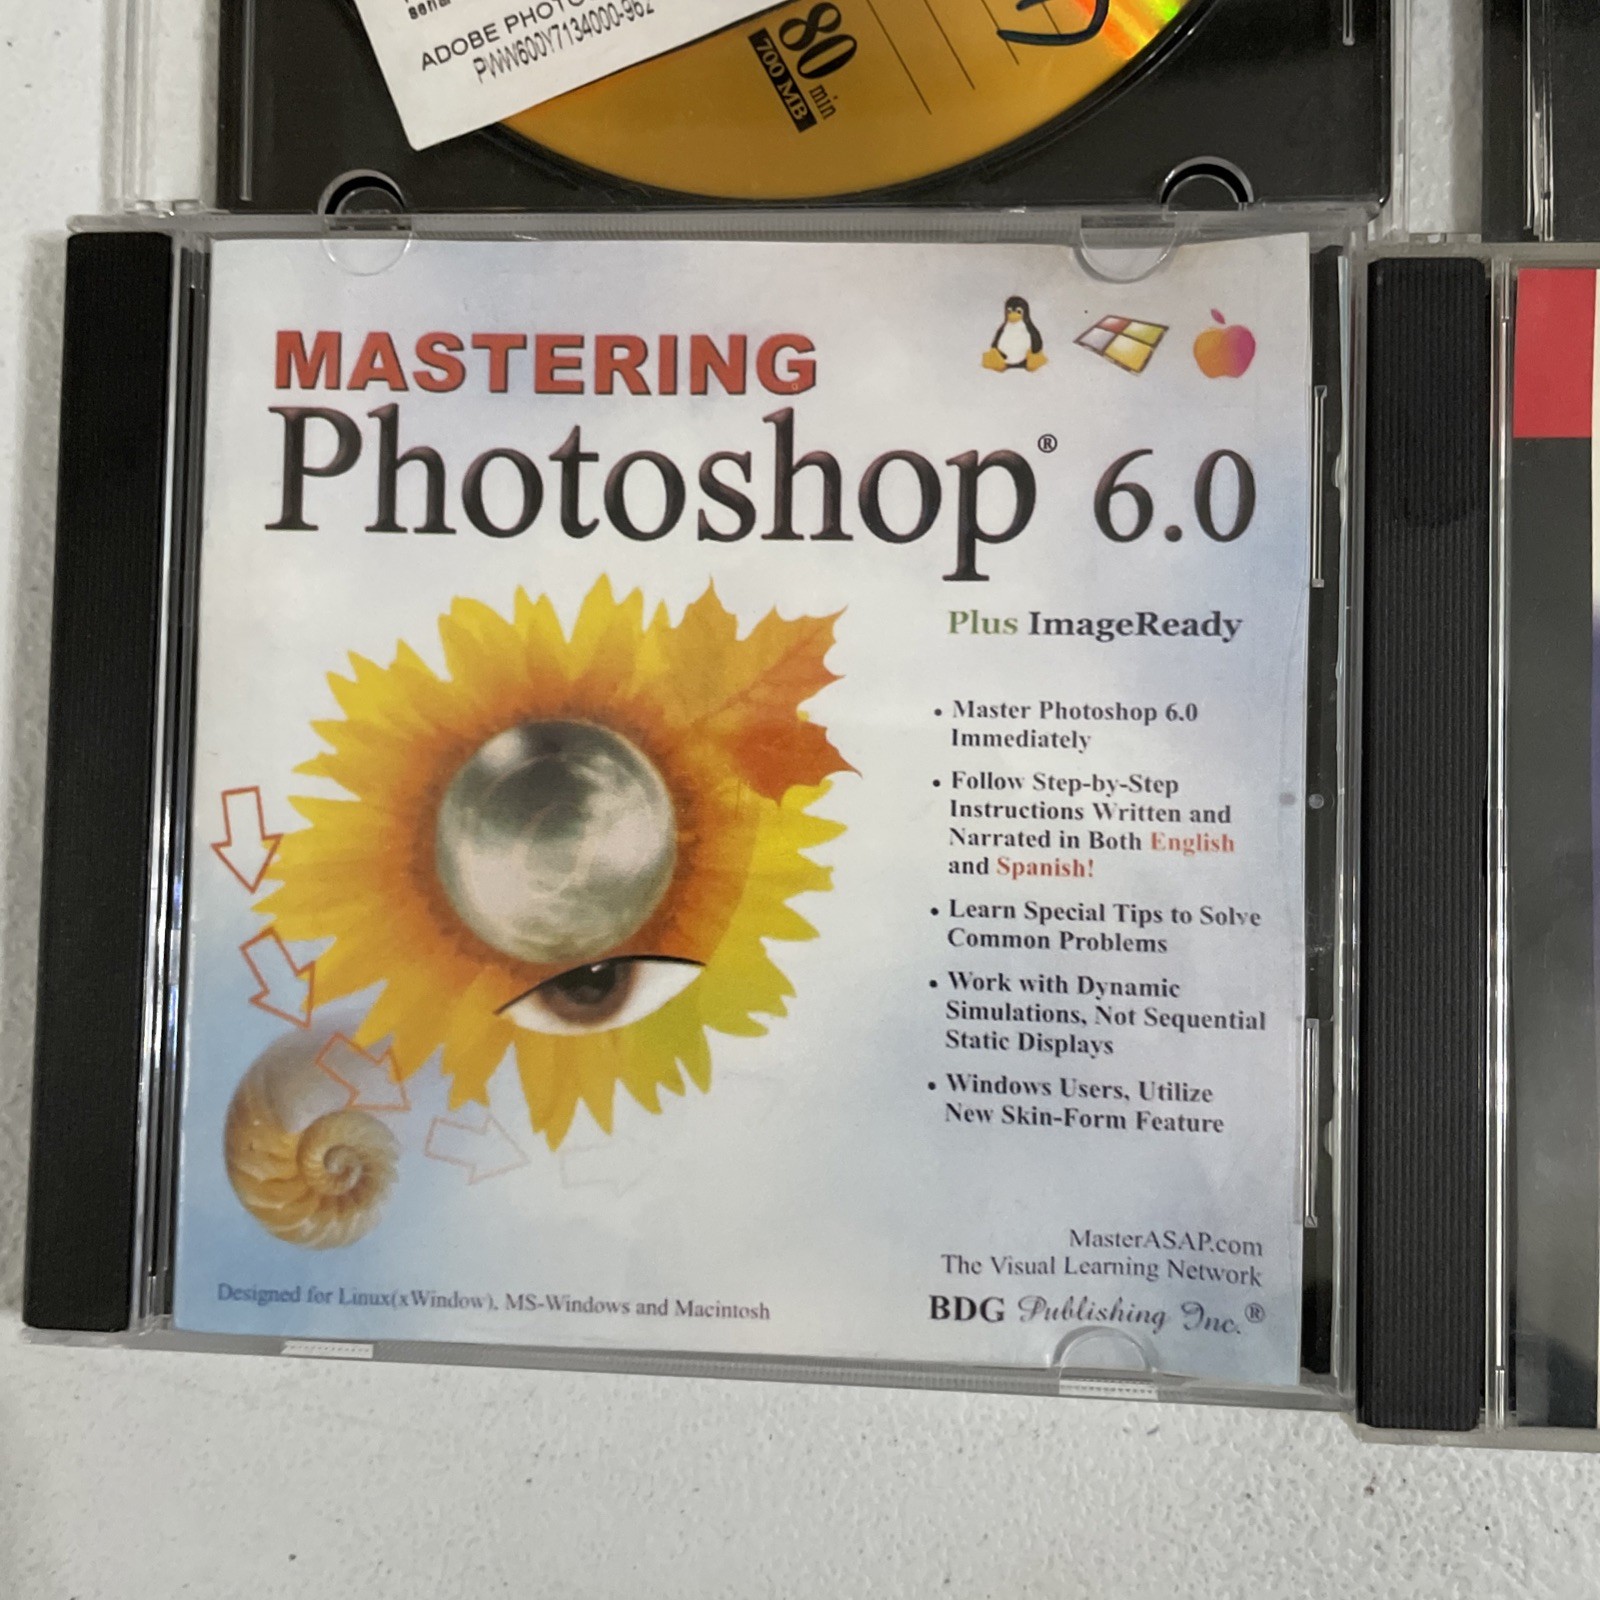 ADOBE
PWW600Y7134000-962
80 min
700 MB
MASTERING
Photoshop® 6.0
Plus ImageReady
• Master Photoshop 6.0
Immediately
• Follow Step-by-Step
Instructions Written and
Narrated in Both English
and Spanish!
• Learn Special Tips to Solve
Common Problems
• Work with Dynamic
Simulations, Not Sequential
Static Displays
• Windows Users, Utilize
New Skin-Form Feature
MasterASAP.com
The Visual Learning Network
BDG Publishing Inc.®
Designed for Linux(xWindow), MS-Windows and Macintosh